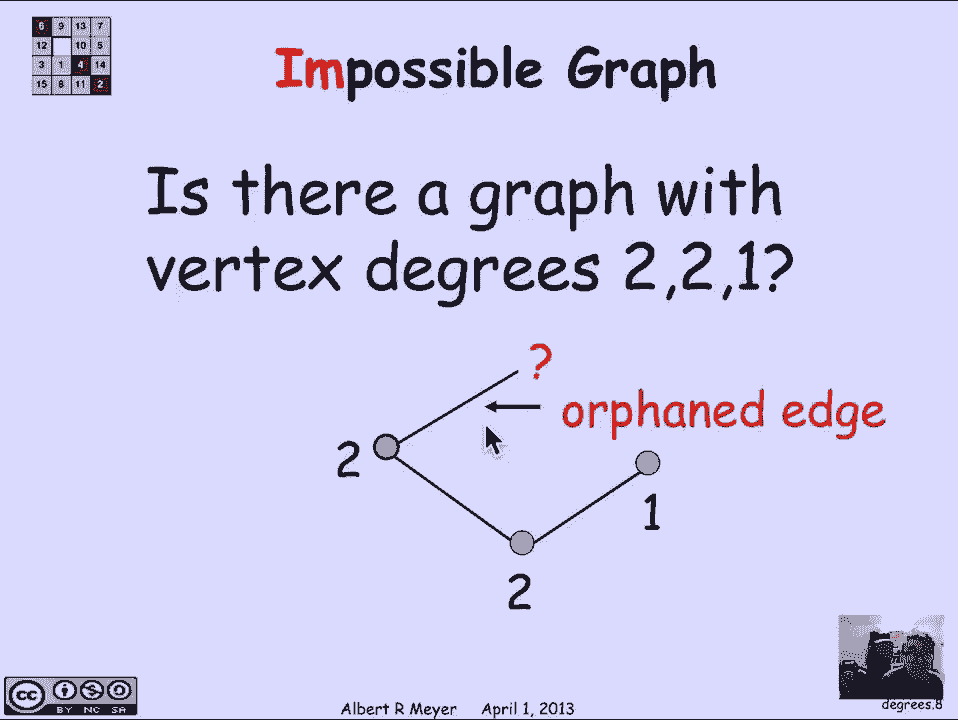 6 9 13 7
12 10 5
3 1 4 14
15 8 11 2
Impossible Graph
Is there a graph with
vertex degrees 2,2,1?
?
orphaned edge
2
1
2
cc
BY NC SA
Albert R Meyer April 1, 2013
degrees.8